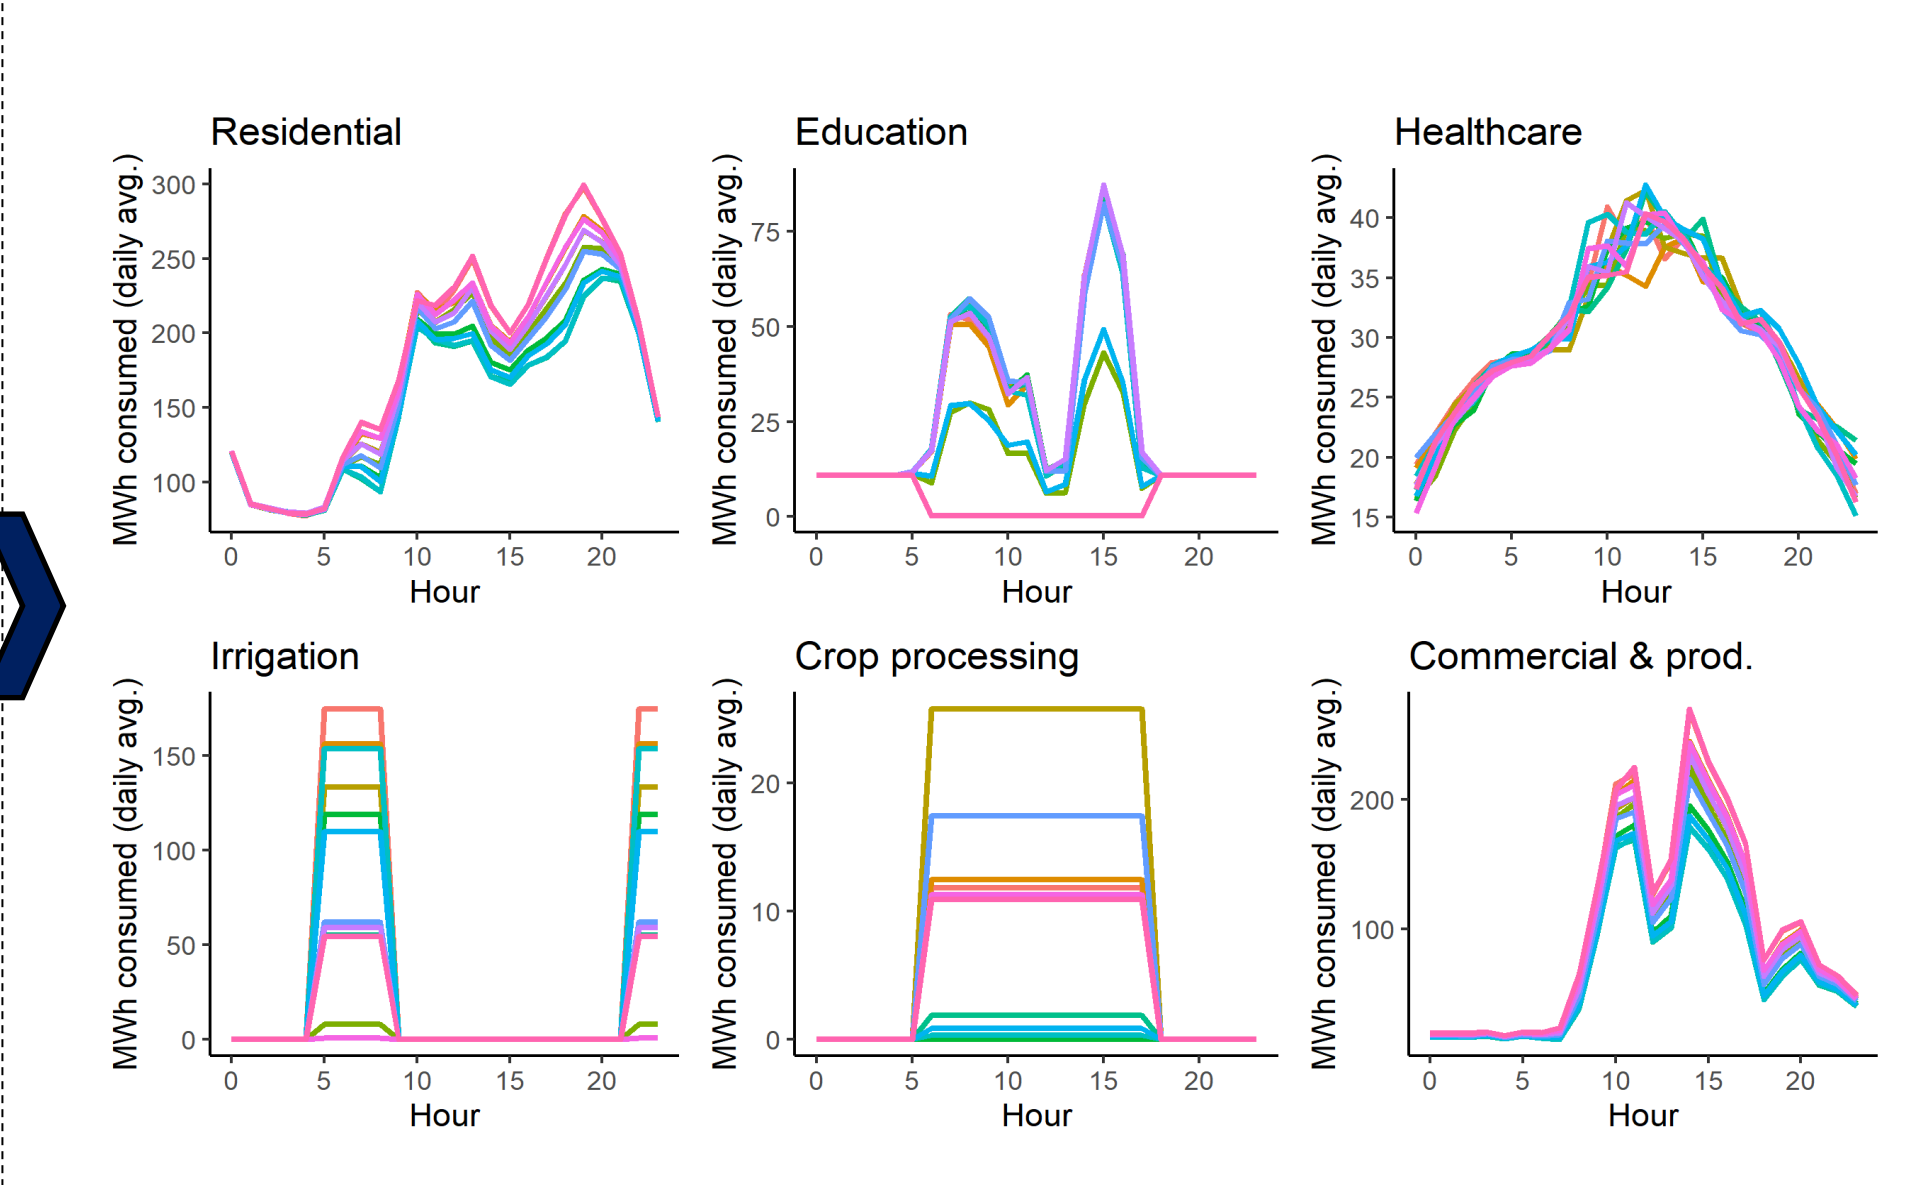 Residential
MWh consumed (daily avg.)
300
250
200
150
100
0 5 10 15 20
Hour
Education
MWh consumed (daily avg.)
75
50
25
0
0 5 10 15 20
Hour
Healthcare
MWh consumed (daily avg.)
40
35
30
25
20
15
0 5 10 15 20
Hour
Irrigation
MWh consumed (daily avg.)
150
100
50
0
0 5 10 15 20
Hour
Crop processing
MWh consumed (daily avg.)
20
10
0
0 5 10 15 20
Hour
Commercial & prod.
MWh consumed (daily avg.)
200
100
0 5 10 15 20
Hour